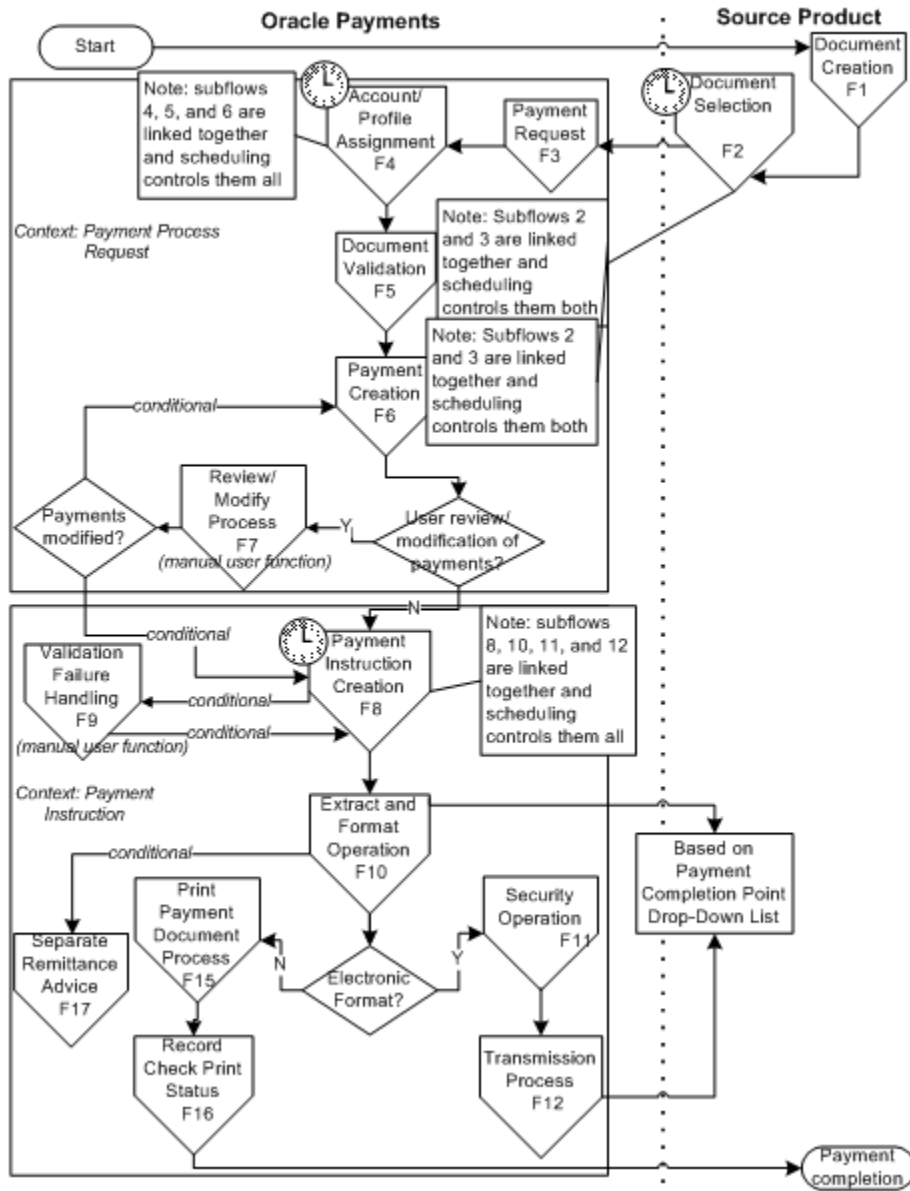 Oracle Payments
Source Product
Start
Document
Creation
F1
Note: subflows
4, 5, and 6 are
linked together
and scheduling
controls them all
Account/
Profile
Assignment
F4
Payment
Request
F3
Document
Selection
F2
Context: Payment Process
Request
Document
Validation
F5
Note: Subflows 2
and 3 are linked
together and
scheduling
controls them both
Note: Subflows 2
and 3 are linked
together and
scheduling
controls them both
Payment
Creation
F6
conditional
Payments
modified?
Review/
Modify
Process
F7
(manual user function)
Y
User review/
modification of
payments?
N
conditional
Payment
Instruction
Creation
F8
Note: subflows
8, 10, 11, and 12
are linked
together and
scheduling
controls them all
Validation
Failure
Handling
F9
(manual user function)
conditional
conditional
Context: Payment
Instruction
Extract and
Format
Operation
F10
conditional
Based on
Payment
Completion Point
Drop-Down List
Print
Payment
Document
Process
F15
Security
Operation
F11
Separate
Remittance
Advice
F17
N
Electronic
Format?
Y
Record
Check Print
Status
F16
Transmission
Process
F12
Payment
completion